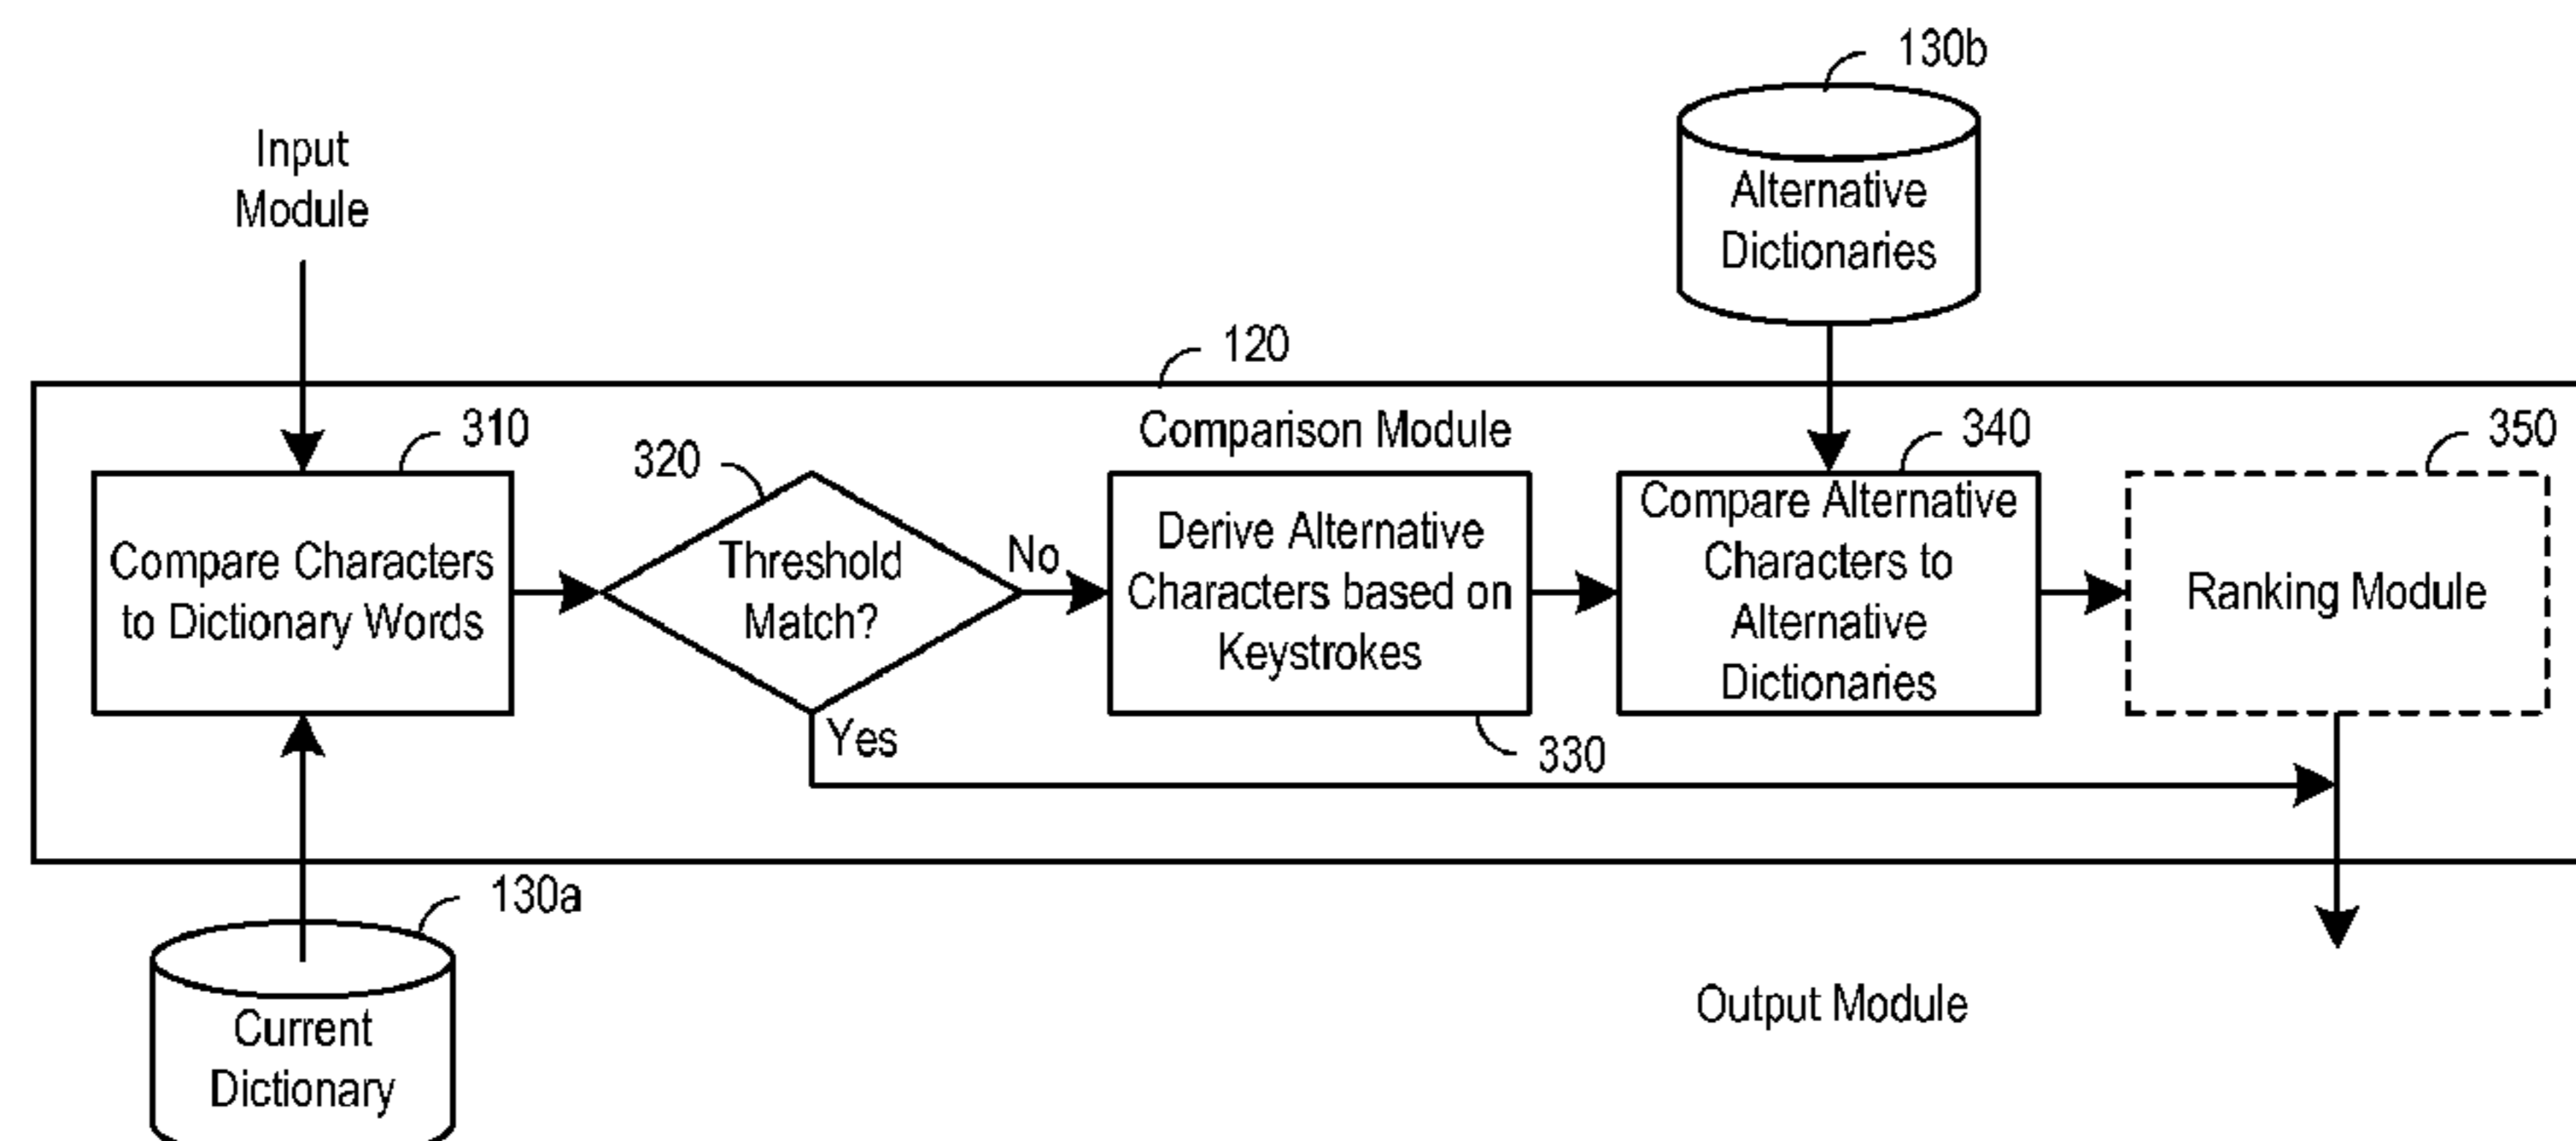 130b
Input
Module
Alternative
Dictionaries
120
Comparison Module
310
320
340
350
Compare Characters
to Dictionary Words
Threshold
Match?
No
Yes
Derive Alternative
Characters based on
Keystrokes
330
Compare Alternative
Characters to
Alternative
Dictionaries
Ranking Module
130a
Current
Dictionary
Output Module